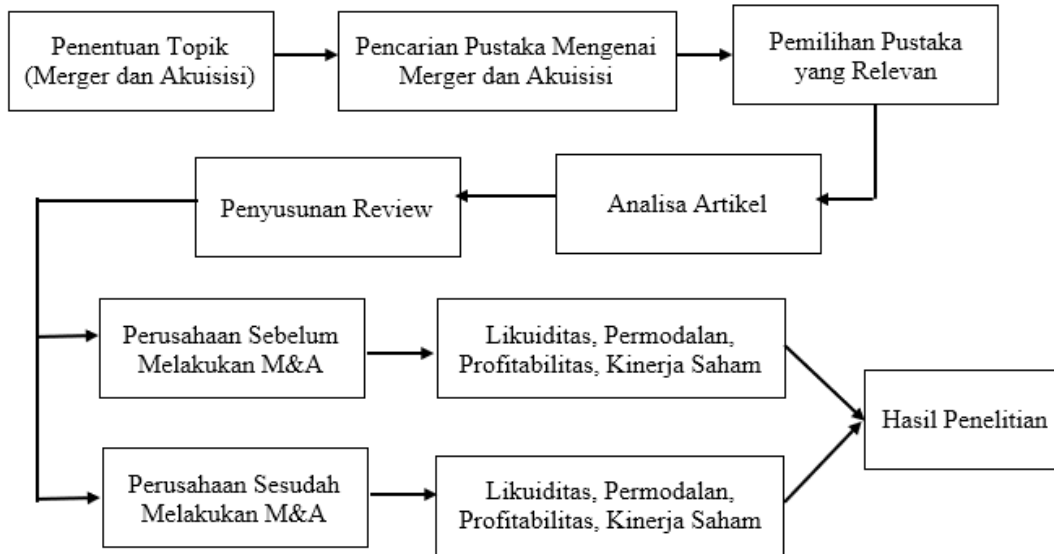 Penentuan Topik
(Merger dan Akuisisi)
Pencarian Pustaka Mengenai
Merger dan Akuisisi
Pemilihan Pustaka
yang Relevan
Penyusunan Review
Analisa Artikel
Perusahaan Sebelum
Melakukan M&A
Likuiditas, Permodalan,
Profitabilitas, Kinerja Saham
Hasil Penelitian
Perusahaan Sesudah
Melakukan M&A
Likuiditas, Permodalan,
Profitabilitas, Kinerja Saham